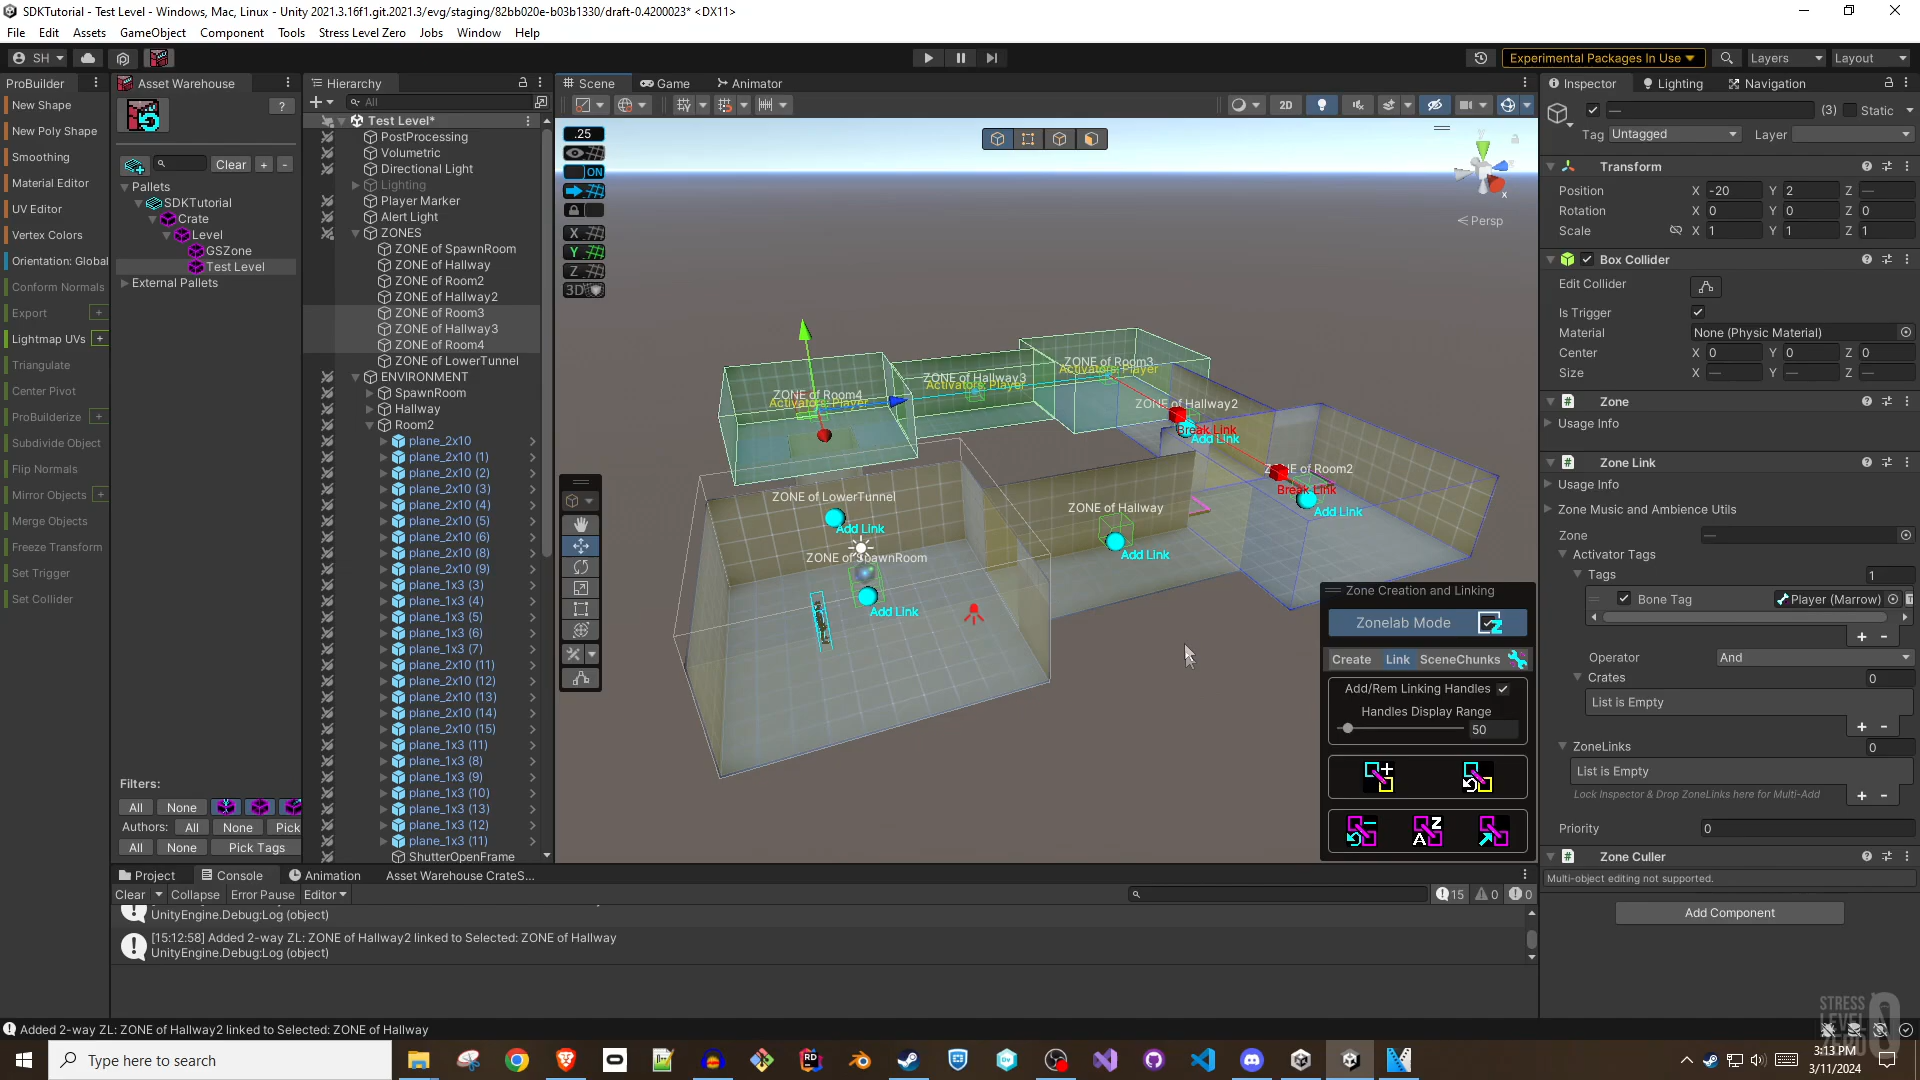 SDKTutorial - Test Level - Windows, Mac, Linux - Unity 2021.3.16f1.git.2021.3/evg/staging/82bb020e-b03b1330/draft-0.4200023* <DX11>
File Edit Assets GameObject Component Tools Stress Level Zero Jobs Window Help
SH
Experimental Packages In Use
Layers
Layout
ProBuilder
New Shape
New Poly Shape
Smoothing
Material Editor
UV Editor
Vertex Colors
Orientation: Global
Conform Normals
Export
Lightmap UVs
Triangulate
Center Pivot
ProBuilderize
Subdivide Object
Flip Normals
Mirror Objects
Merge Objects
Freeze Transform
Set Trigger
Set Collider
Asset Warehouse
?
Clear + -
Pallets
SDKTutorial
Crate
Level
GSZone
Test Level
External Pallets
Filters:
All None
Authors: All None Pick
All None Pick Tags
Hierarchy
All
Test Level*
PostProcessing
Volumetric
Directional Light
Lighting
Player Marker
Alert Light
ZONES
ZONE of SpawnRoom
ZONE of Hallway
ZONE of Room2
ZONE of Hallway2
ZONE of Room3
ZONE of Hallway3
ZONE of Room4
ZONE of LowerTunnel
ENVIRONMENT
SpawnRoom
Hallway
Room2
plane_2x10
plane_2x10 (1)
plane_2x10 (2)
plane_2x10 (3)
plane_2x10 (4)
plane_2x10 (5)
plane_2x10 (6)
plane_2x10 (8)
plane_2x10 (9)
plane_1x3 (3)
plane_1x3 (4)
plane_1x3 (5)
plane_1x3 (6)
plane_1x3 (7)
plane_2x10 (11)
plane_2x10 (12)
plane_2x10 (13)
plane_2x10 (14)
plane_2x10 (15)
plane_1x3 (11)
plane_1x3 (8)
plane_1x3 (9)
plane_1x3 (10)
plane_1x3 (13)
plane_1x3 (12)
plane_1x3 (11)
ShutterOpenFrame
Scene Game Animator
2D
.25
ON
X
Y
Z
3D
x
Persp
ZONE of Room3
Activators: Player
ZONE of Hallway3
Activators: Player
ZONE of Room4
Activators: Player
ZONE of Hallway2
Break Link
Add Link
ZONE of Room2
Break Link
Add Link
ZONE of LowerTunnel
Add Link
ZONE of Hallway
Add Link
ZONE of SpawnRoom
Add Link
Zone Creation and Linking
Zonelab Mode
Create Link SceneChunks
Add/Rem Linking Handles
Handles Display Range
50
Inspector Lighting Navigation
— (3) Static
Tag Untagged Layer
Transform
Position X -20 Y 2 Z —
Rotation X 0 Y 0 Z 0
Scale X 1 Y 1 Z 1
Box Collider
Edit Collider
Is Trigger
Material None (Physic Material)
Center X 0 Y 0 Z 0
Size X — Y — Z —
Zone
Usage Info
Zone Link
Usage Info
Zone Music and Ambience Utils
Zone —
Activator Tags
Tags 1
Bone Tag Player (Marrow)
+ -
Operator And
Crates 0
List is Empty
+ -
ZoneLinks 0
List is Empty
Lock Inspector & Drop ZoneLinks here for Multi-Add + -
Priority 0
Zone Culler
Multi-object editing not supported.
Add Component
Project Console Animation Asset Warehouse CrateS...
Clear Collapse Error Pause Editor
15 0 0
UnityEngine.Debug:Log (object)
[15:12:58] Added 2-way ZL: ZONE of Hallway2 linked to Selected: ZONE of Hallway
UnityEngine.Debug:Log (object)
Added 2-way ZL: ZONE of Hallway2 linked to Selected: ZONE of Hallway
STRESS
LEVEL
ZERO
Type here to search
3:13 PM
3/11/2024